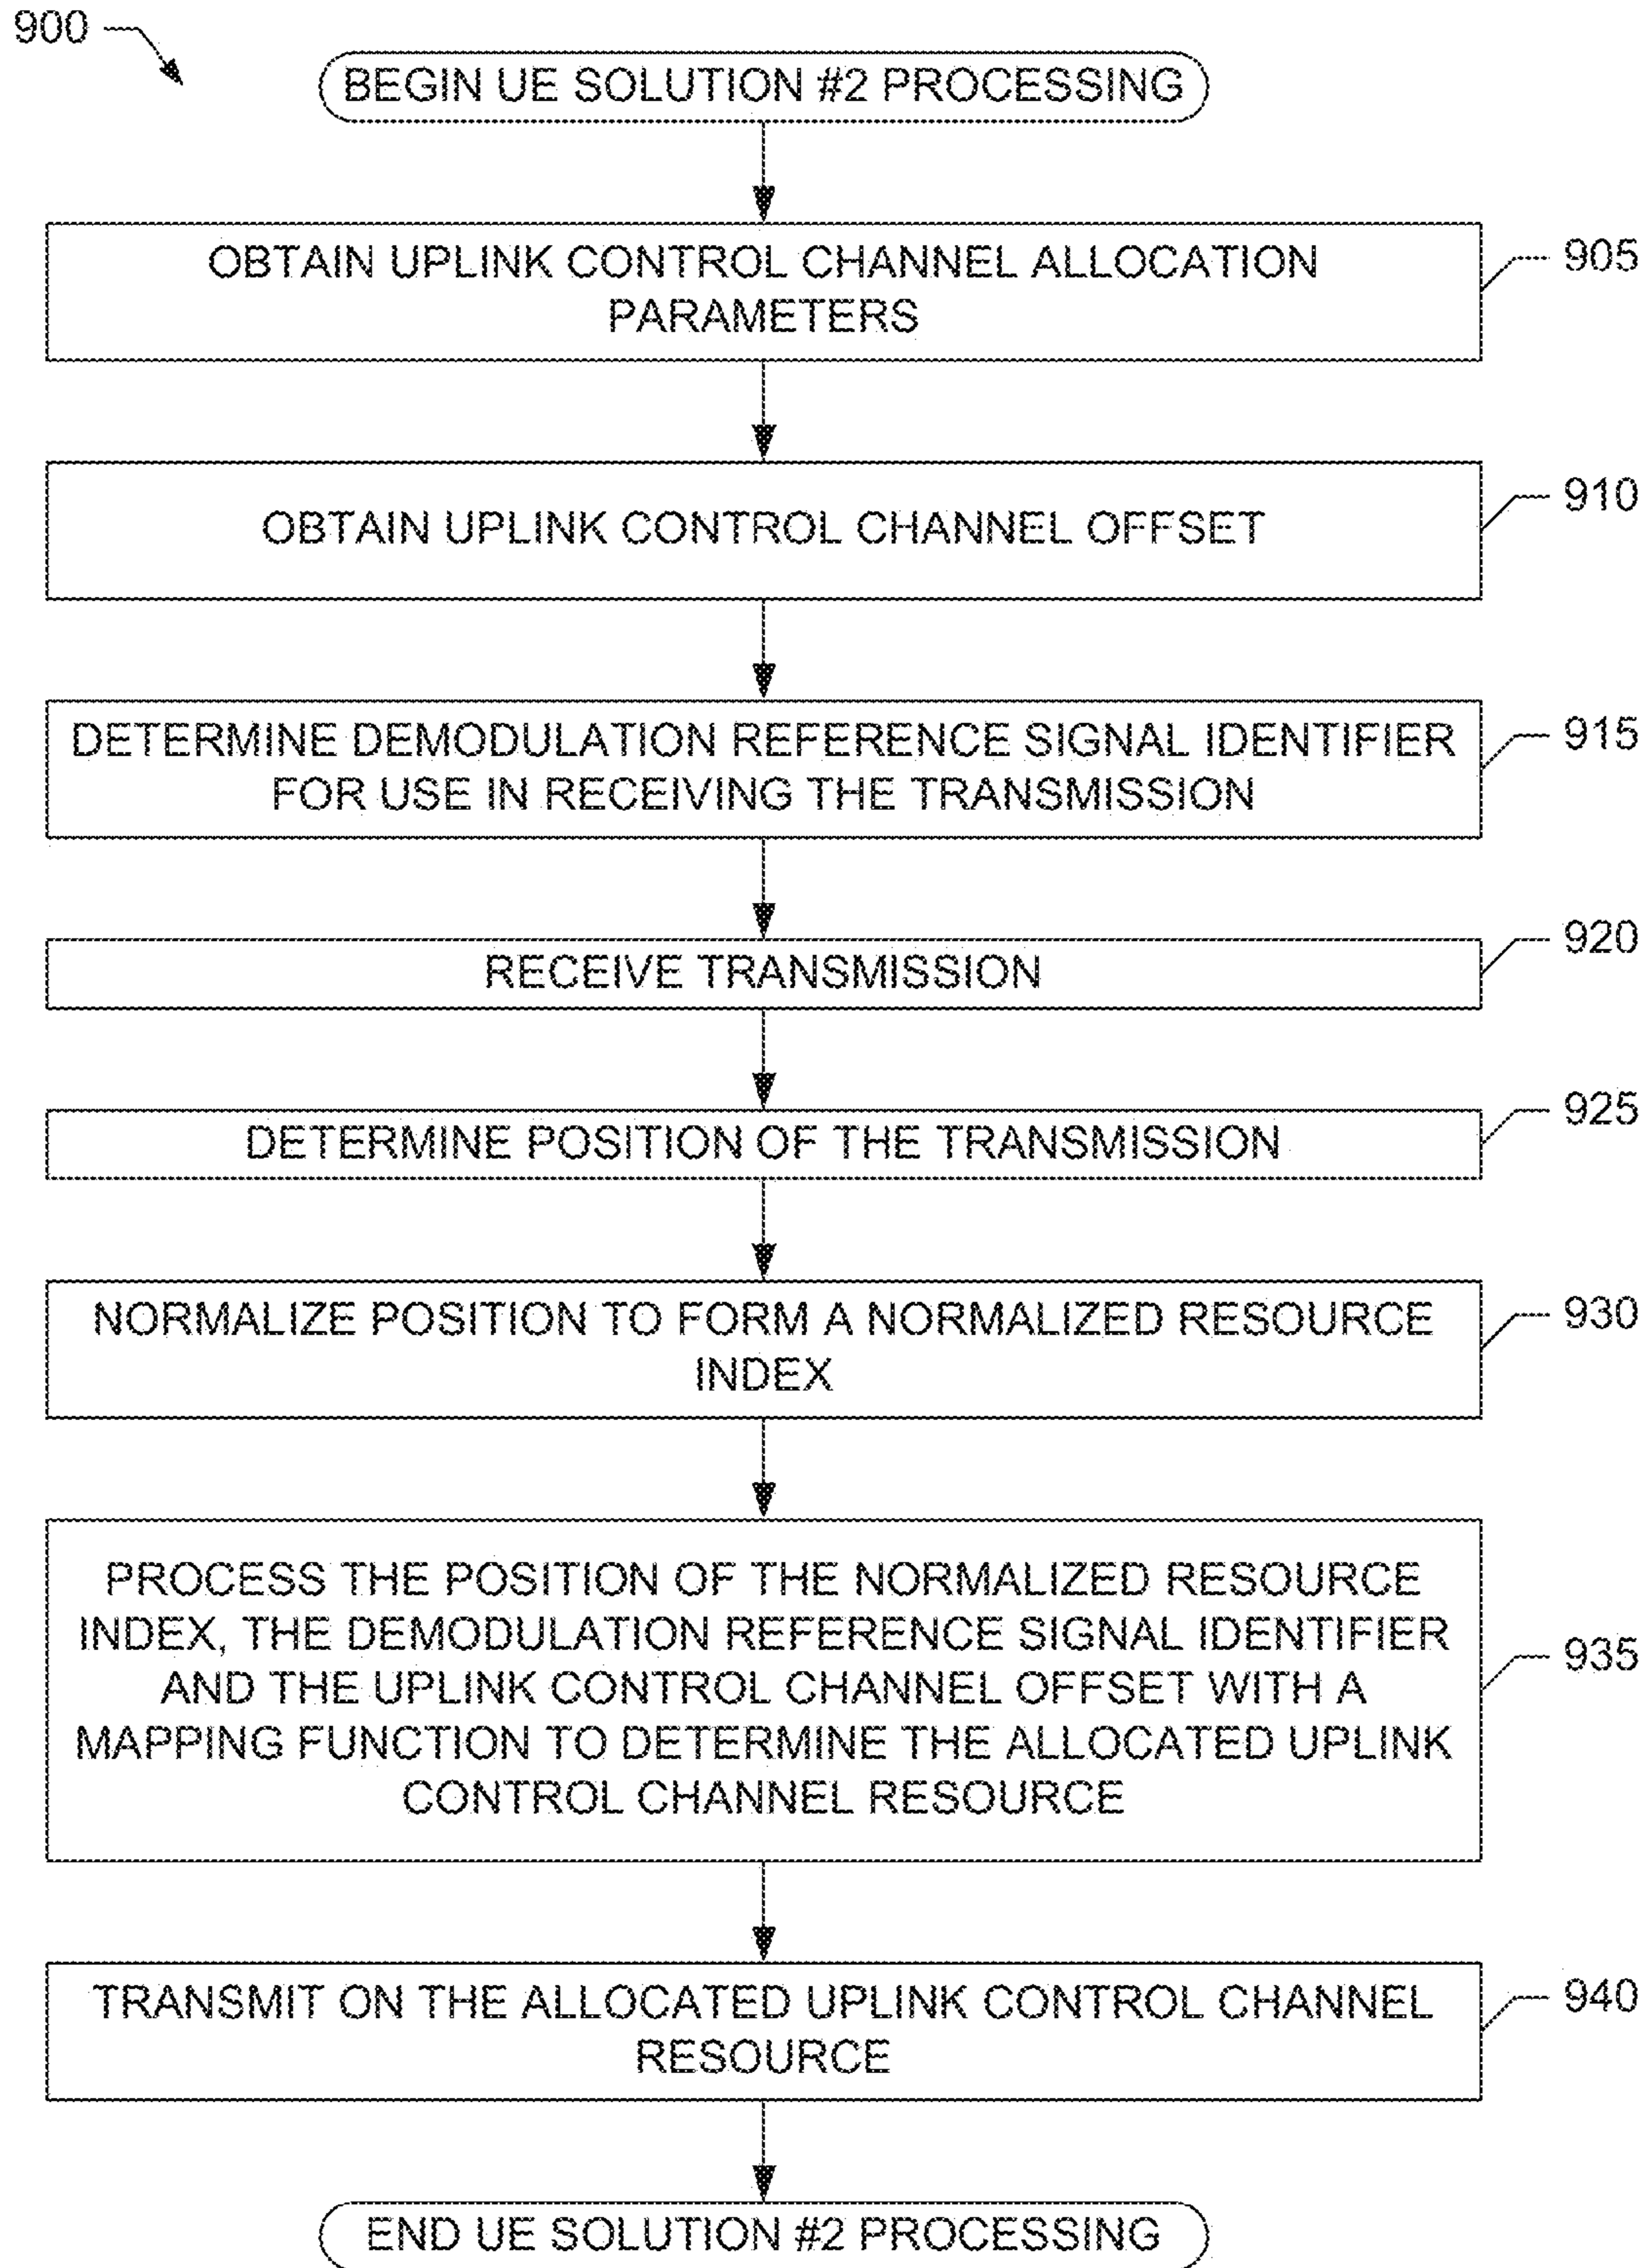 900
BEGIN UE SOLUTION #2 PROCESSING
OBTAIN UPLINK CONTROL CHANNEL ALLOCATION
PARAMETERS
905
OBTAIN UPLINK CONTROL CHANNEL OFFSET
910
DETERMINE DEMODULATION REFERENCE SIGNAL IDENTIFIER
FOR USE IN RECEIVING THE TRANSMISSION
915
RECEIVE TRANSMISSION
920
DETERMINE POSITION OF THE TRANSMISSION
925
NORMALIZE POSITION TO FORM A NORMALIZED RESOURCE
INDEX
930
PROCESS THE POSITION OF THE NORMALIZED RESOURCE
INDEX, THE DEMODULATION REFERENCE SIGNAL IDENTIFIER
AND THE UPLINK CONTROL CHANNEL OFFSET WITH A
MAPPING FUNCTION TO DETERMINE THE ALLOCATED UPLINK
CONTROL CHANNEL RESOURCE
935
TRANSMIT ON THE ALLOCATED UPLINK CONTROL CHANNEL
RESOURCE
940
END UE SOLUTION #2 PROCESSING